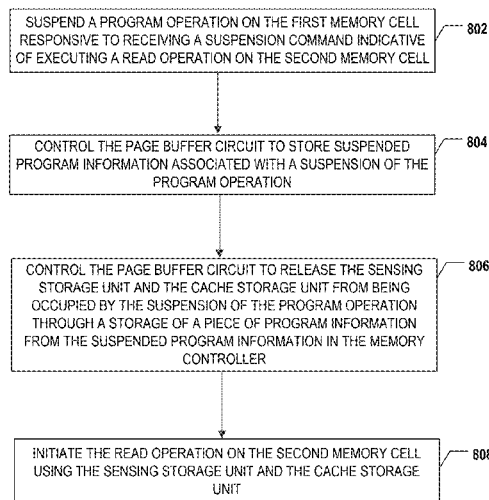 SUSPEND A PROGRAM OPERATION ON THE FIRST MEMORY CELL
RESPONSIVE TO RECEIVING A SUSPENSION COMMAND INDICATIVE
OF EXECUTING A READ OPERATION ON THE SECOND MEMORY CELL
802
CONTROL THE PAGE BUFFER CIRCUIT TO STORE SUSPENDED
PROGRAM INFORMATION ASSOCIATED WITH A SUSPENSION OF THE
PROGRAM OPERATION
804
CONTROL THE PAGE BUFFER CIRCUIT TO RELEASE THE SENSING
STORAGE UNIT AND THE CACHE STORAGE UNIT FROM BEING
OCCUPIED BY THE SUSPENSION OF THE PROGRAM OPERATION
THROUGH A STORAGE OF A PIECE OF PROGRAM INFORMATION
FROM THE SUSPENDED PROGRAM INFORMATION IN THE MEMORY
CONTROLLER
806
INITIATE THE READ OPERATION ON THE SECOND MEMORY CELL
USING THE SENSING STORAGE UNIT AND THE CACHE STORAGE
UNIT
808